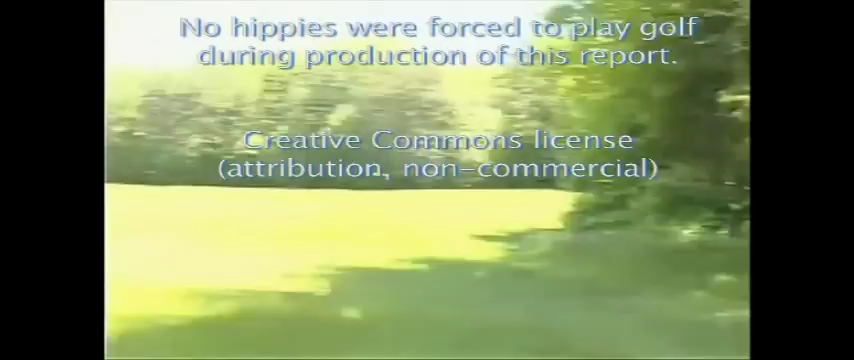 No hippies were forced to play golf
during production of this report.
Creative Commons license
(attribution, non-commercial)